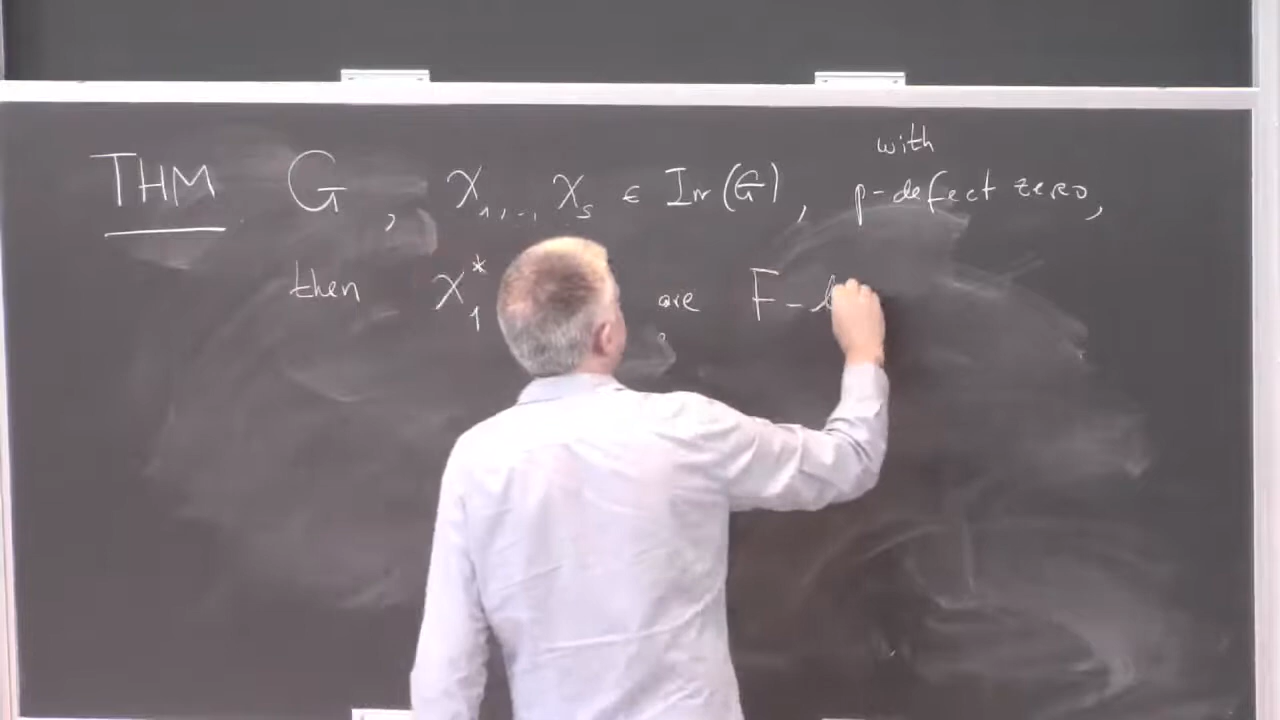 with
THM G, χ₁,..., χₛ ∈ Irr(G), p-defect zero,
then χ₁* are F-l